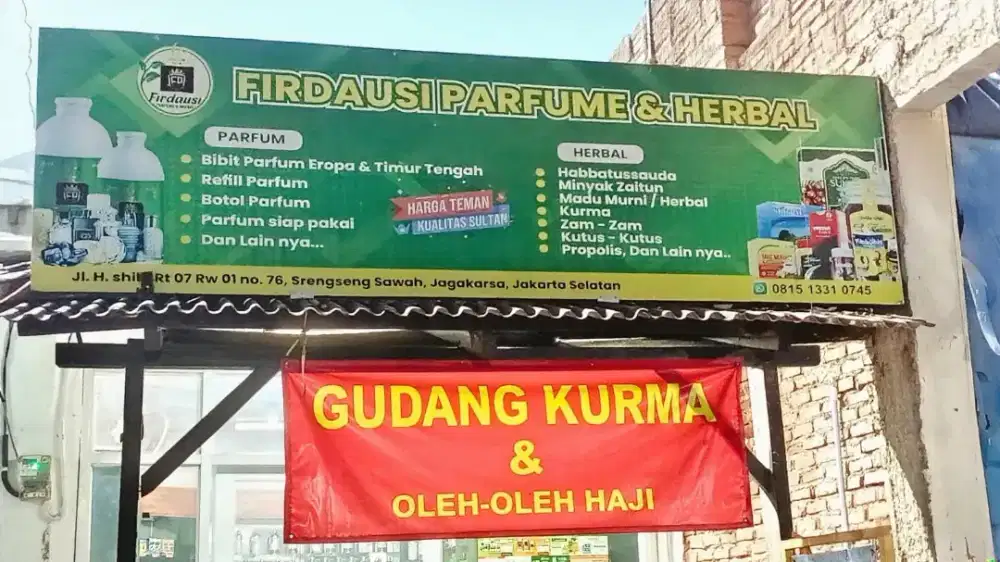 Firdausi
FIRDAUSI PARFUME & HERBAL
PARFUM
Bibit Parfum Eropa & Timur Tengah
Refill Parfum
Botol Parfum
Parfum siap pakai
Dan Lain nya...
HARGA TEMAN
KUALITAS SULTAN
HERBAL
Habbatussauda
Minyak Zaitun
Madu Murni / Herbal
Kurma
Zam - Zam
Kutus - Kutus
Propolis, Dan Lain nya..
Jl. H. shib Rt 07 Rw 01 no. 76, Srengseng Sawah, Jagakarsa, Jakarta Selatan
0815 1331 0745
GUDANG KURMA
&
OLEH-OLEH HAJI